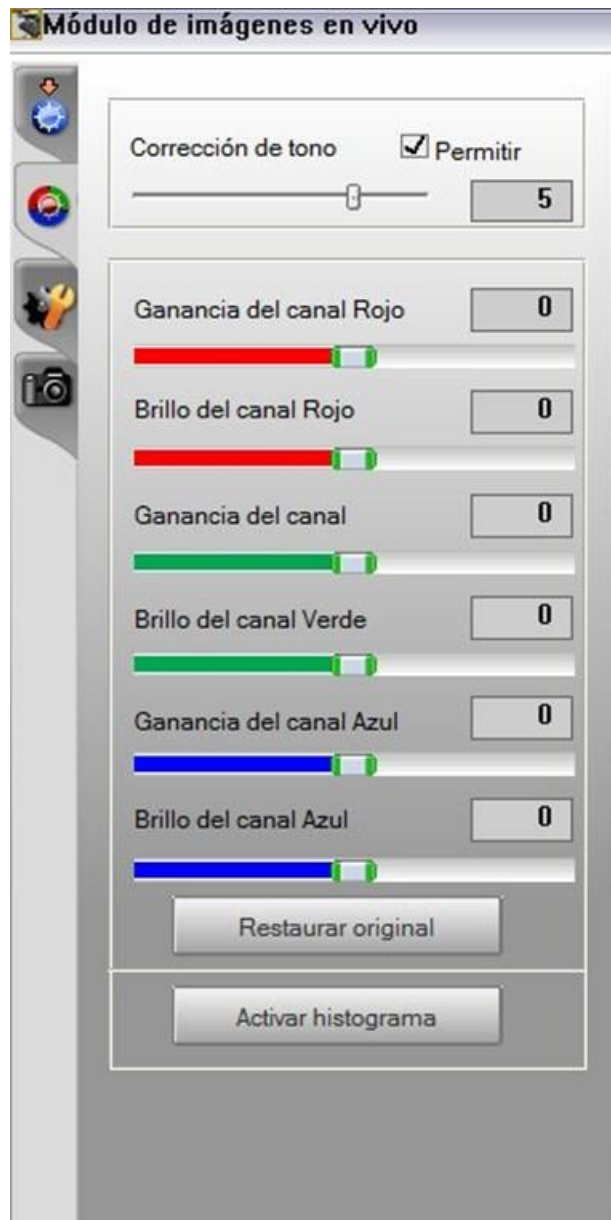 Módulo de imágenes en vivo
Corrección de tono Permitir
5
Ganancia del canal Rojo 0
Brillo del canal Rojo 0
Ganancia del canal 0
Brillo del canal Verde 0
Ganancia del canal Azul 0
Brillo del canal Azul 0
Restaurar original
Activar histograma